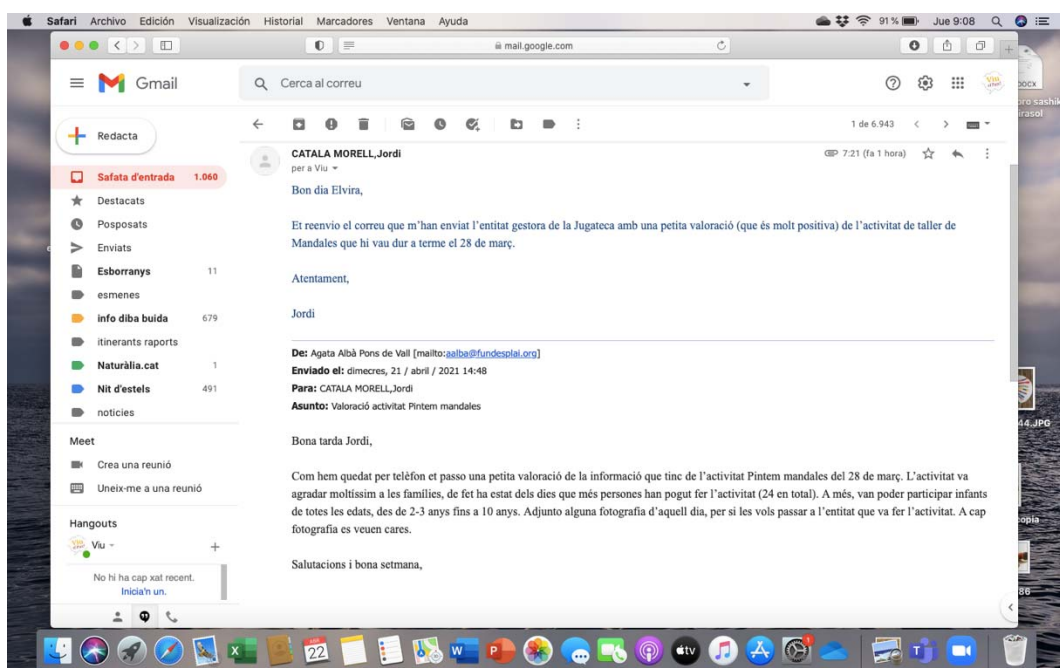 Safari Archivo Edición Visualización Historial Marcadores Ventana Ayuda
91 % Jue 9:08
mail.google.com
Gmail
Cerca al correu
Redacta
1 de 6.943
Safata d'entrada 1.060
Destacats
Posposats
Enviats
Esborranys 11
esmenes
info diba buida 679
itinerants raports
Naturàlia.cat 1
Nit d'estels 491
noticies
Meet
Crea una reunió
Uneix-me a una reunió
Hangouts
Viu
No hi ha cap xat recent.
Inicia'n un.
CATALA MORELL,Jordi
7:21 (fa 1 hora)
per a Viu
Bon dia Elvira,
Et reenvio el correu que m'han enviat l'entitat gestora de la Jugateca amb una petita valoració (que és molt positiva) de l'activitat de taller de
Mandales que hi vau dur a terme el 28 de març.
Atentament,
Jordi
De: Agata Albà Pons de Vall [mailto:aalba@fundesplai.org]
Enviado el: dimecres, 21 / abril / 2021 14:48
Para: CATALA MORELL,Jordi
Asunto: Valoració activitat Pintem mandales
Bona tarda Jordi,
Com hem quedat per telèfon et passo una petita valoració de la informació que tinc de l'activitat Pintem mandales del 28 de març. L'activitat va
agradar moltíssim a les famílies, de fet ha estat dels dies que més persones han pogut fer l'activitat (24 en total). A més, van poder participar infants
de totes les edats, des de 2-3 anys fins a 10 anys. Adjunto alguna fotografia d'aquell dia, per si les vols passar a l'entitat que va fer l'activitat. A cap
fotografia es veuen cares.
Salutacions i bona setmana,
44.JPG
opia
86
22
tv